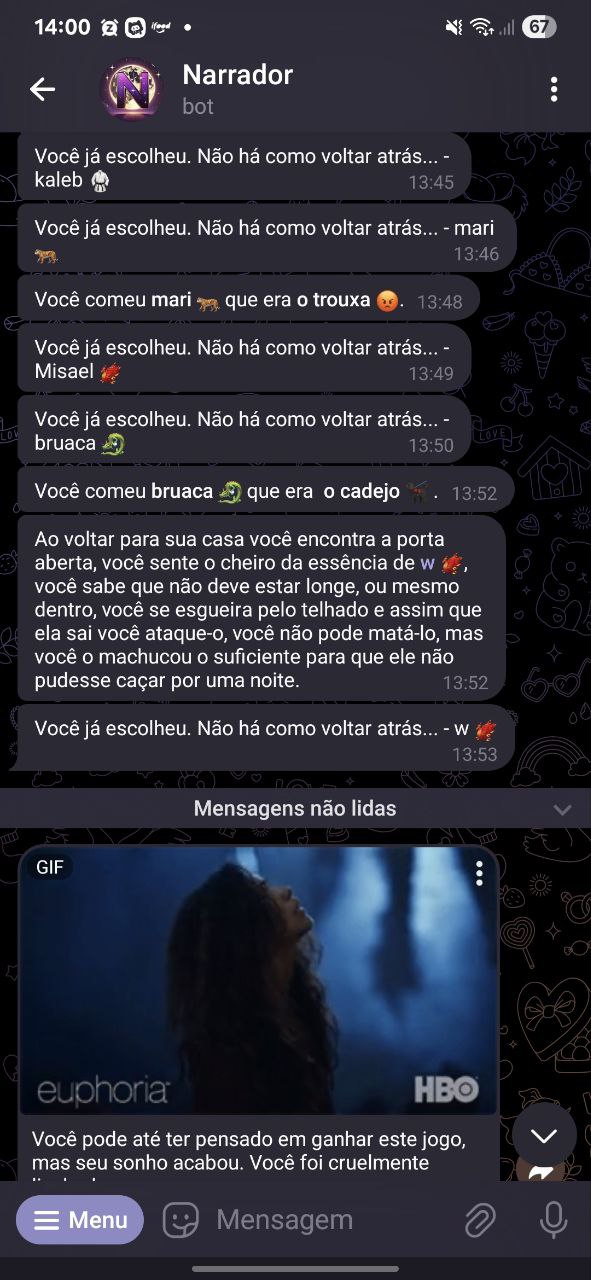 14:00
67
Narrador
bot
Você já escolheu. Não há como voltar atrás... -
kaleb 🥋
13:45
Você já escolheu. Não há como voltar atrás... - mari
🐅
13:46
Você comeu mari 🐅 que era o trouxa 😡.
13:48
Você já escolheu. Não há como voltar atrás... -
Misael
13:49
Você já escolheu. Não há como voltar atrás... -
bruaca 🐉
13:50
Você comeu bruaca 🐉 que era o cadejo 🐕‍🦺.
13:52
Ao voltar para sua casa você encontra a porta
aberta, você sente o cheiro da essência de w,
você sabe que não deve estar longe, ou mesmo
dentro, você se esgueira pelo telhado e assim que
ela sai você ataque-o, você não pode matá-lo, mas
você o machucou o suficiente para que ele não
pudesse caçar por uma noite.
13:52
Você já escolheu. Não há como voltar atrás... - w
13:53
Mensagens não lidas
GIF
euphoria
HBO
Você pode até ter pensado em ganhar este jogo,
mas seu sonho acabou. Você foi cruelmente
Menu
Mensagem